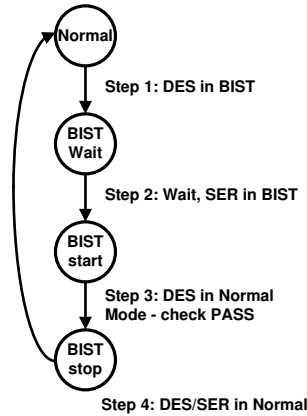 Normal
Step 1: DES in BIST
BIST
Wait
Step 2: Wait, SER in BIST
BIST
start
Step 3: DES in Normal
Mode - check PASS
BIST
stop
Step 4: DES/SER in Normal